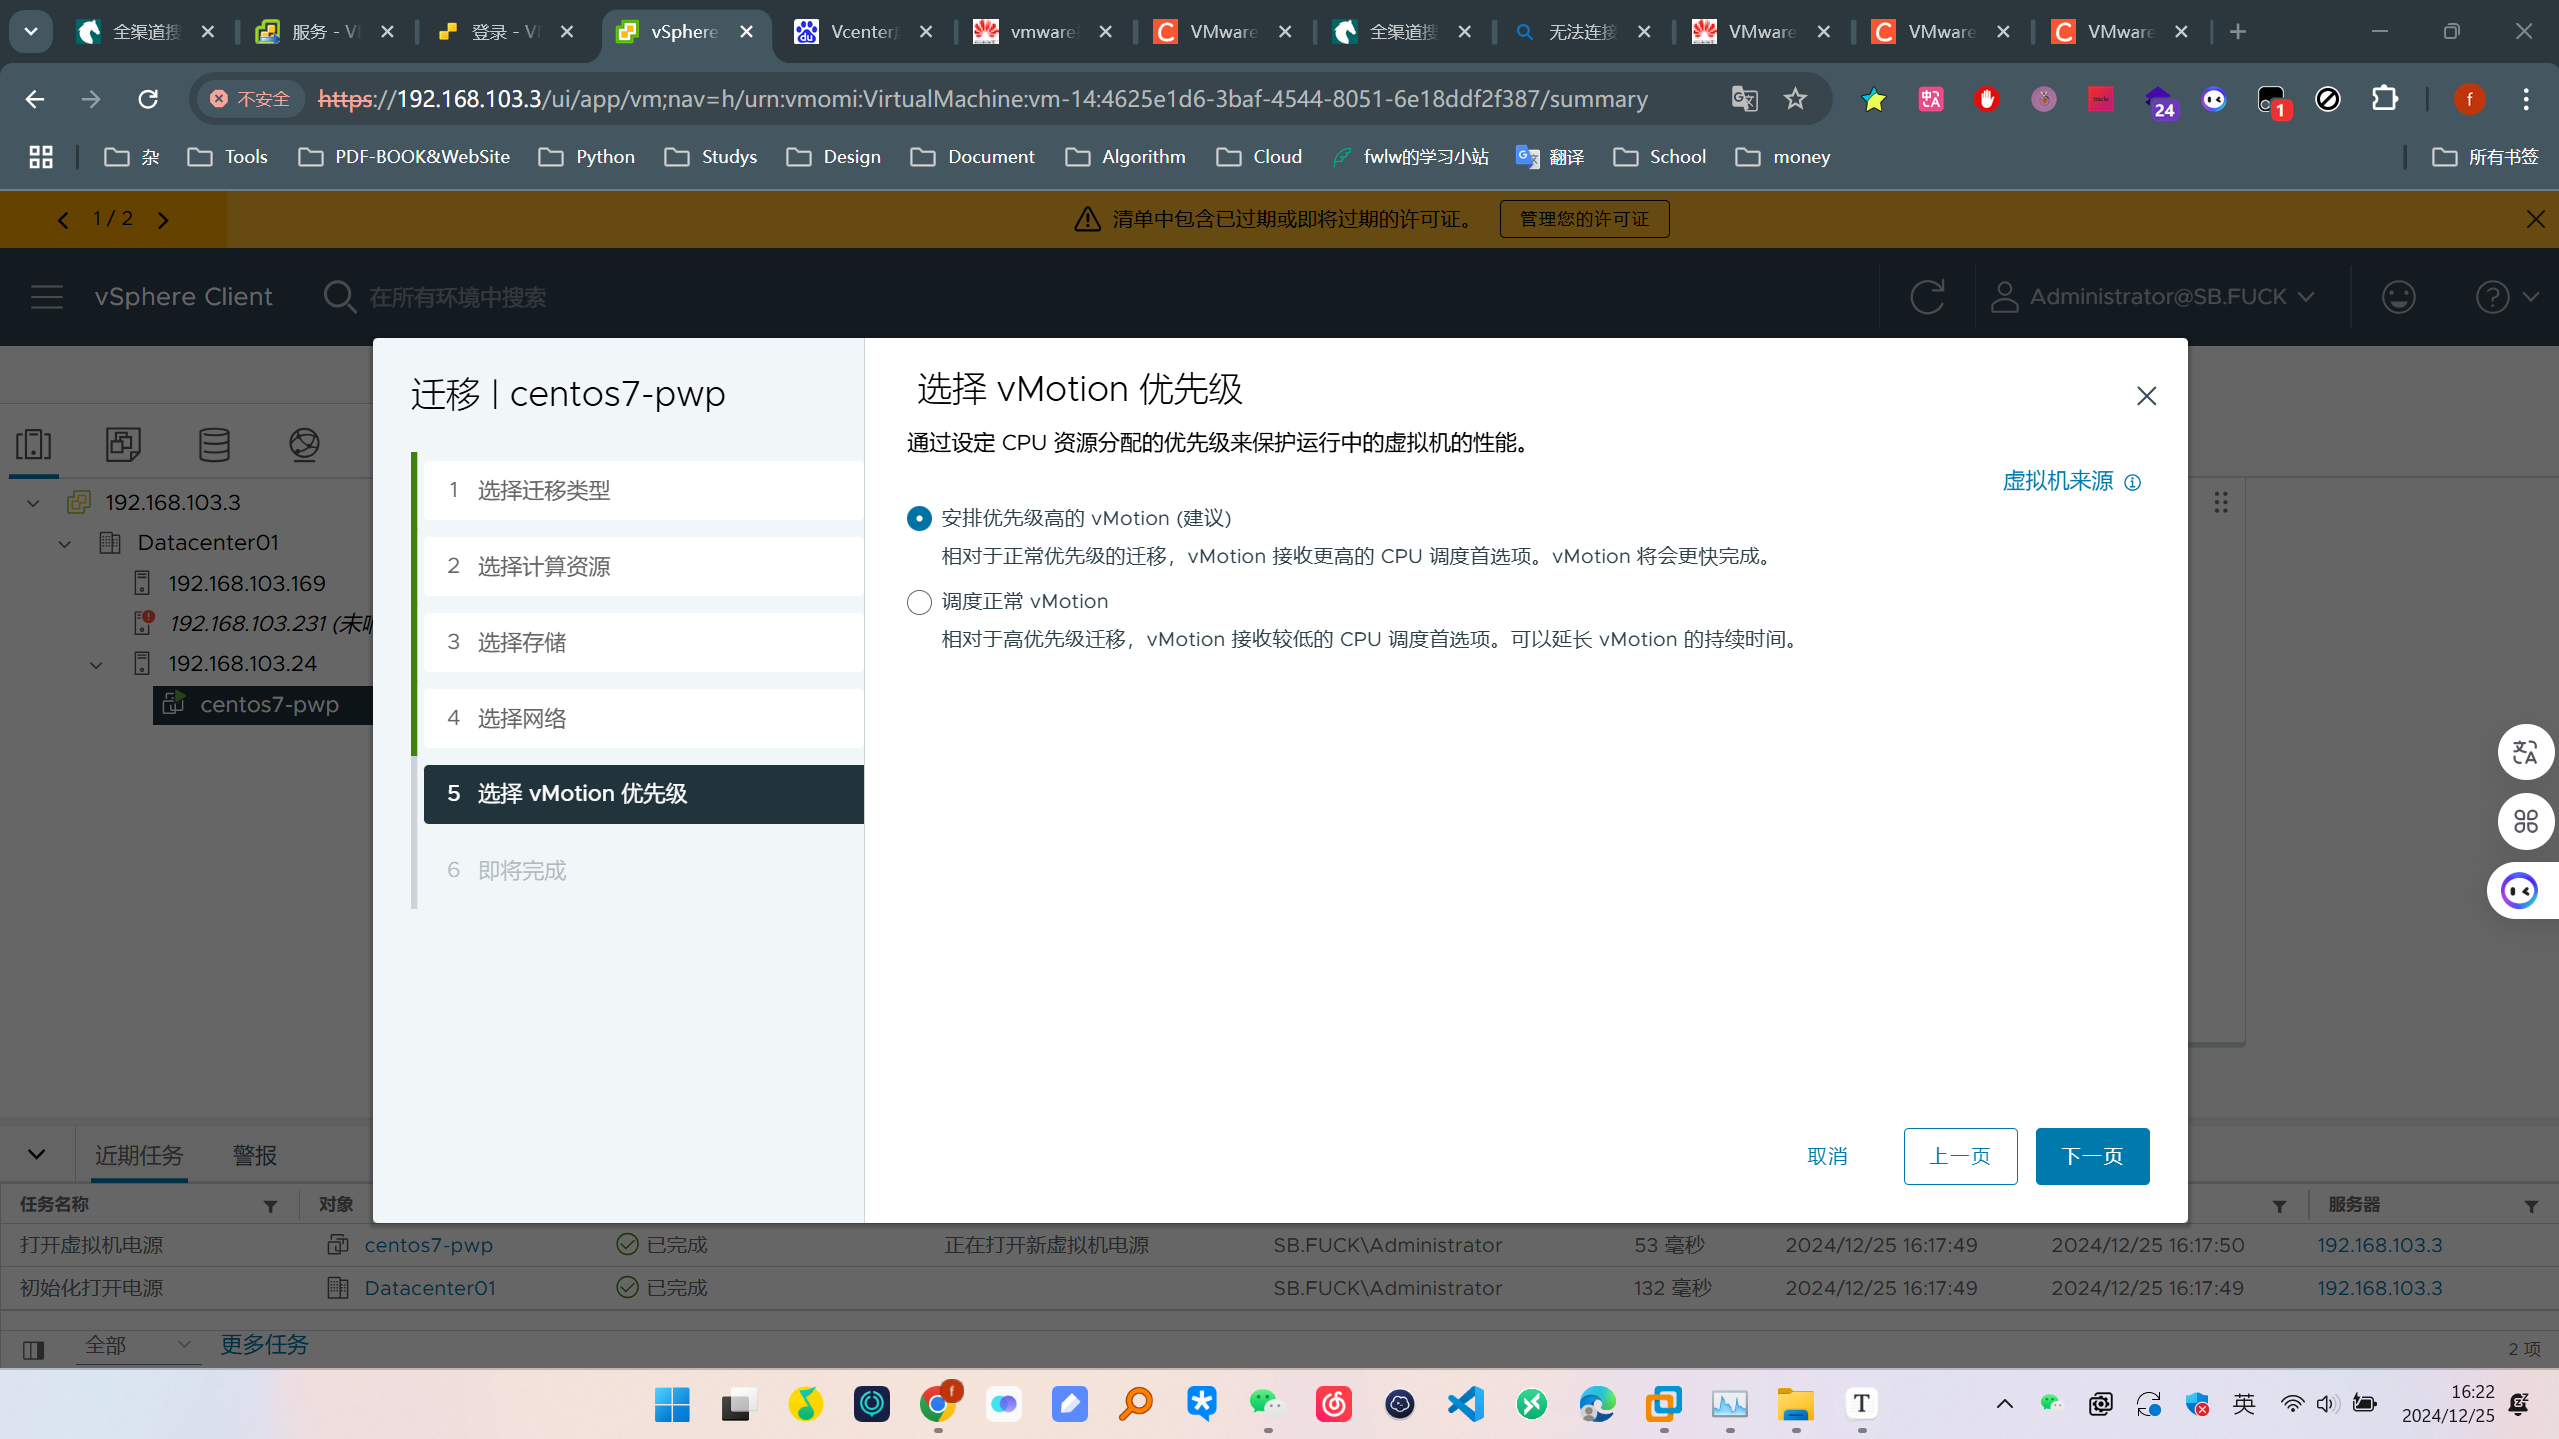 全渠道搜
服务 - VI
登录 - VI
vSphere
Vcenter
vmware
VMware
全渠道搜
无法连接
VMware
VMware
VMware
不安全
https://192.168.103.3/ui/app/vm;nav=h/urn:vmomi:VirtualMachine:vm-14:4625e1d6-3baf-4544-8051-6e18ddf2f387/summary
24
1
f
杂
Tools
PDF-BOOK&WebSite
Python
Studys
Design
Document
Algorithm
Cloud
fwlw的学习小站
翻译
School
money
所有书签
1 / 2
清单中包含已过期或即将过期的许可证。
管理您的许可证
vSphere Client
在所有环境中搜索
Administrator@SB.FUCK
192.168.103.3
Datacenter01
192.168.103.169
192.168.103.231 (未
192.168.103.24
centos7-pwp
迁移 | centos7-pwp
1 选择迁移类型
2 选择计算资源
3 选择存储
4 选择网络
5 选择 vMotion 优先级
6 即将完成
选择 vMotion 优先级
通过设定 CPU 资源分配的优先级来保护运行中的虚拟机的性能。
虚拟机来源
安排优先级高的 vMotion (建议)
相对于正常优先级的迁移，vMotion 接收更高的 CPU 调度首选项。vMotion 将会更快完成。
调度正常 vMotion
相对于高优先级迁移，vMotion 接收较低的 CPU 调度首选项。可以延长 vMotion 的持续时间。
取消
上一页
下一页
近期任务
警报
任务名称
对象
服务器
打开虚拟机电源 centos7-pwp 已完成 正在打开新虚拟机电源 SB.FUCK\Administrator 53 毫秒 2024/12/25 16:17:49 2024/12/25 16:17:50 192.168.103.3
初始化打开电源 Datacenter01 已完成 SB.FUCK\Administrator 132 毫秒 2024/12/25 16:17:49 2024/12/25 16:17:49 192.168.103.3
全部
更多任务
2 项
英
16:22
2024/12/25